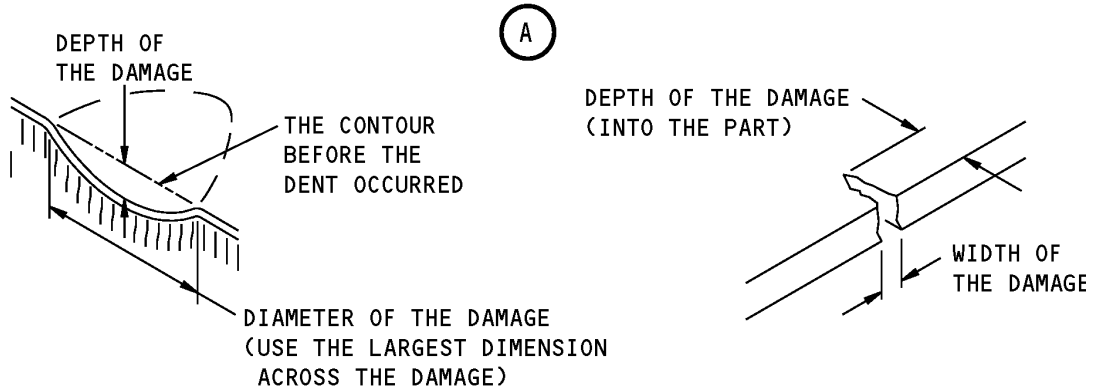 A
DEPTH OF
THE DAMAGE
THE CONTOUR
BEFORE THE
DENT OCCURRED
DIAMETER OF THE DAMAGE
(USE THE LARGEST DIMENSION
ACROSS THE DAMAGE)
DEPTH OF THE DAMAGE
(INTO THE PART)
WIDTH OF
THE DAMAGE